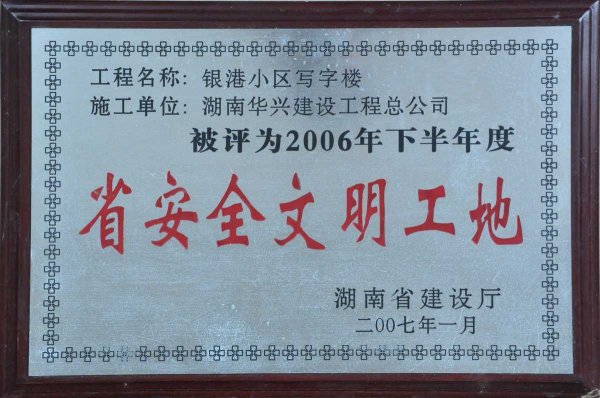 工程名称：银港小区写字楼
施工单位：湖南华兴建设工程总公司
被评为2006年下半年度
省安全文明工地
湖南省建设厅
二〇〇七年一月